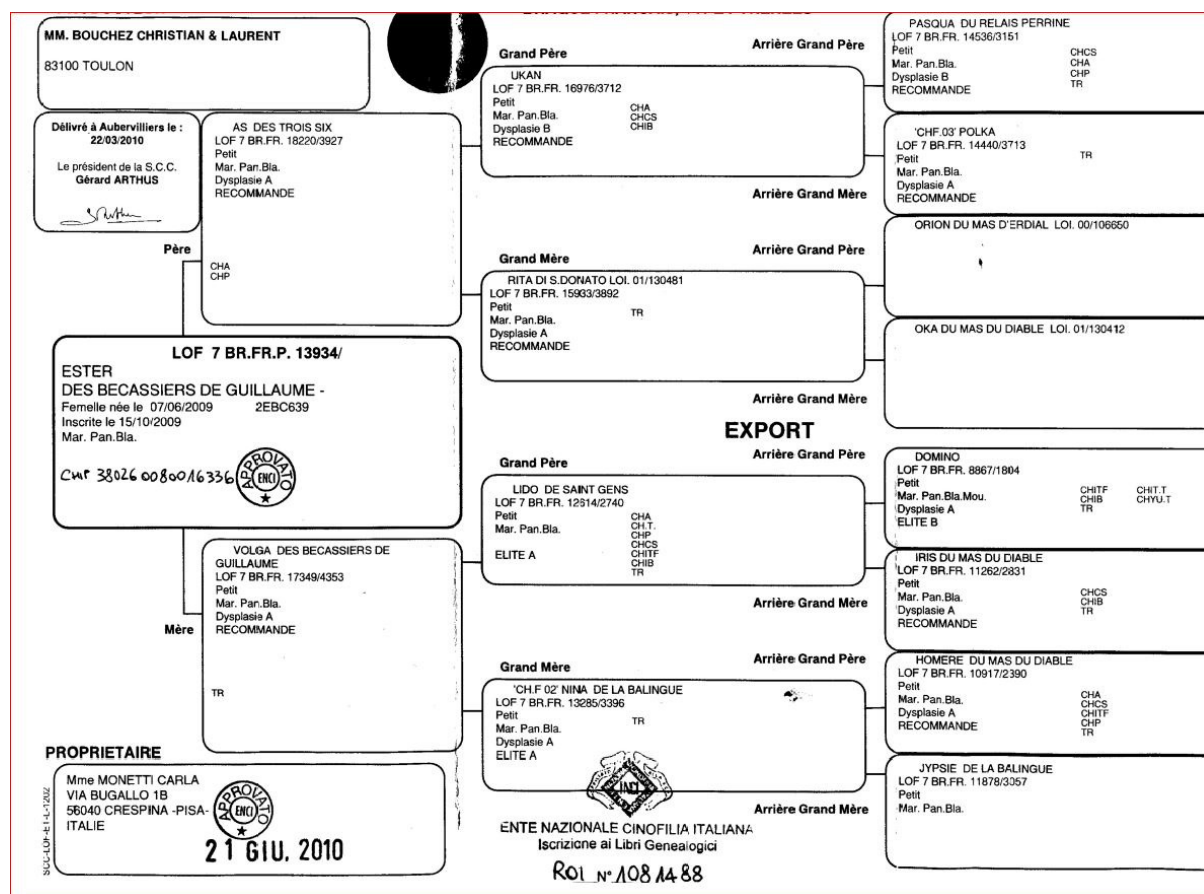 MM. BOUCHEZ CHRISTIAN & LAURENT
83100 TOULON
Délivré à Aubervilliers le :
22/03/2010
Le président de la S.C.C.
Gérard ARTHUS
Père
AS DES TROIS SIX
LOF 7 BR.FR. 18220/3927
Petit
Mar. Pan.Bla.
Dysplasie A
RECOMMANDE
CHA
CHP
LOF 7 BR.FR.P. 13934/
ESTER
DES BECASSIERS DE GUILLAUME -
Femelle née le 07/06/2009 2EBC639
Inscrite le 15/10/2009
Mar. Pan.Bla.
CHIP 380260080016336
APPROVATO
ENCI
Mère
VOLGA DES BECASSIERS DE
GUILLAUME
LOF 7 BR.FR. 17349/4353
Petit
Mar. Pan.Bla.
Dysplasie A
RECOMMANDE
TR
PROPRIETAIRE
Mme MONETTI CARLA
VIA BUGALLO 1B
56040 CRESPINA -PISA-
ITALIE
APPROVATO
ENCI
21 GIU. 2010
SCC-LOF-ET-L-1202
Grand Père
UKAN
LOF 7 BR.FR. 16976/3712
Petit
Mar. Pan.Bla. CHA
Dysplasie B CHCS
RECOMMANDE CHIB
Grand Mère
RITA DI S.DONATO LOI. 01/130481
LOF 7 BR.FR. 15933/3892
Petit TR
Mar. Pan.Bla.
Dysplasie A
RECOMMANDE
EXPORT
Grand Père
LIDO DE SAINT GENS
LOF 7 BR.FR. 12614/2740
Petit CHA
Mar. Pan.Bla. CH.T.
CHP
CHCS
ELITE A CHITF
CHIB
TR
Grand Mère
'CH.F 02' NINA DE LA BALINGUE
LOF 7 BR.FR. 13285/3396
Petit TR
Mar. Pan.Bla.
Dysplasie A
ELITE A
ENTE NAZIONALE CINOFILIA ITALIANA
Iscrizione ai Libri Genealogici
ROI N° 1081488
Arrière Grand Père
PASQUA DU RELAIS PERRINE
LOF 7 BR.FR. 14536/3151
Petit CHCS
Mar. Pan.Bla. CHA
Dysplasie B CHP
RECOMMANDE TR
'CHF.03' POLKA
LOF 7 BR.FR. 14440/3713
Petit TR
Mar. Pan.Bla.
Dysplasie A
RECOMMANDE
Arrière Grand Mère
Arrière Grand Père
ORION DU MAS D'ERDIAL LOI. 00/106650
OKA DU MAS DU DIABLE LOI. 01/130412
Arrière Grand Mère
Arrière Grand Père
DOMINO
LOF 7 BR.FR. 8867/1804
Petit
Mar. Pan.Bla.Mou. CHITF CHIT.T
Dysplasie A CHIB CHYU.T
ELITE B TR
IRIS DU MAS DU DIABLE
LOF 7 BR.FR. 11262/2831
Petit
Mar. Pan.Bla. CHCS
Dysplasie A CHIB
RECOMMANDE TR
Arrière Grand Mère
Arrière Grand Père
HOMERE DU MAS DU DIABLE
LOF 7 BR.FR. 10917/2390
Petit
Mar. Pan.Bla. CHA
Dysplasie A CHCS
RECOMMANDE CHITF
CHP
TR
JYPSIE DE LA BALINGUE
LOF 7 BR.FR. 11878/3057
Petit
Mar. Pan.Bla.
Arrière Grand Mère